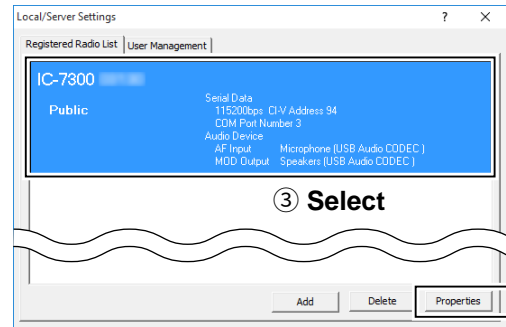 Local/Server Settings ? ×
Registered Radio List User Management
IC-7300
Public
Serial Data
115200bps CI-V Address 94
COM Port Number 3
Audio Device
AF Input Microphone (USB Audio CODEC )
MOD Output Speakers (USB Audio CODEC )
③ Select
Add Delete Properties